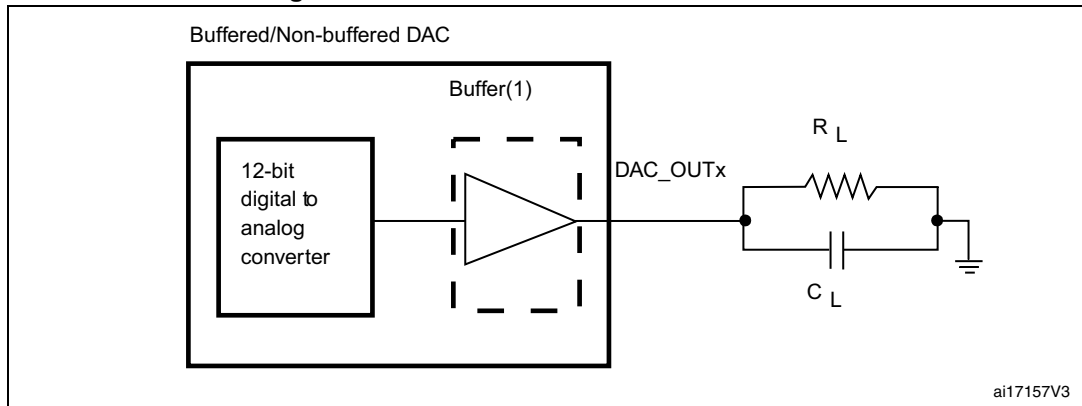 Buffered/Non-buffered DAC
Buffer(1)
12-bit
digital to
analog
converter
DAC_OUTx
R L
C L
ai17157V3